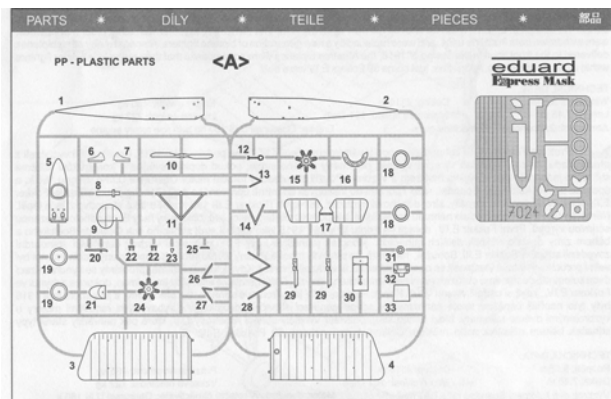 PARTS * DÍLY * TEILE * PIÈCES * 部品
PP - PLASTIC PARTS <A>
eduard
Express Mask
1 2
5 6 7 10 12 13 15 16 18
8 9 11 14 17 18
7024
19 20 22 22 23 25 26 31
32
19 21 24 27 28 29 29 30 33
3 4